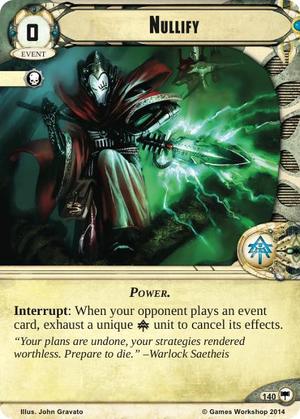 0
Nullify
EVENT
Power.
Interrupt: When your opponent plays an event
card, exhaust a unique unit to cancel its effects.
“Your plans are undone, your strategies rendered
worthless. Prepare to die.” –Warlock Saetheis
140
Illus. John Gravato
© Games Workshop 2014